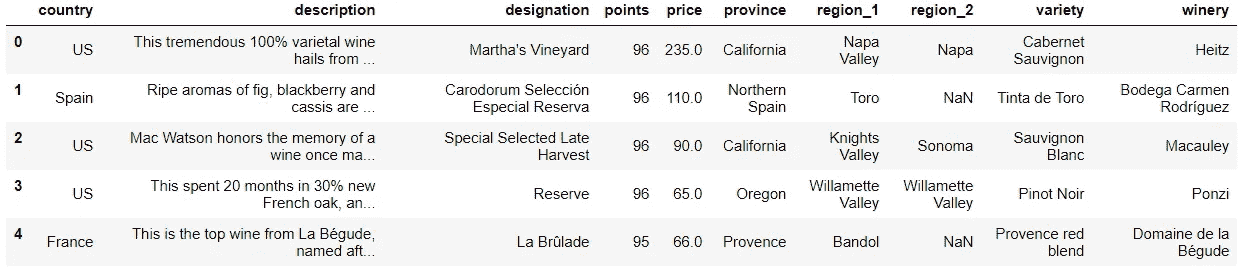 country description designation points price province region_1 region_2 variety winery
0 US This tremendous 100% varietal wine hails from ... Martha's Vineyard 96 235.0 California Napa Valley Napa Cabernet Sauvignon Heitz
1 Spain Ripe aromas of fig, blackberry and cassis are ... Carodorum Selección Especial Reserva 96 110.0 Northern Spain Toro NaN Tinta de Toro Bodega Carmen Rodríguez
2 US Mac Watson honors the memory of a wine once ma... Special Selected Late Harvest 96 90.0 California Knights Valley Sonoma Sauvignon Blanc Macauley
3 US This spent 20 months in 30% new French oak, an... Reserve 96 65.0 Oregon Willamette Valley Willamette Valley Pinot Noir Ponzi
4 France This is the top wine from La Bégude, named aft... La Brûlade 95 66.0 Provence Bandol NaN Provence red blend Domaine de la Bégude